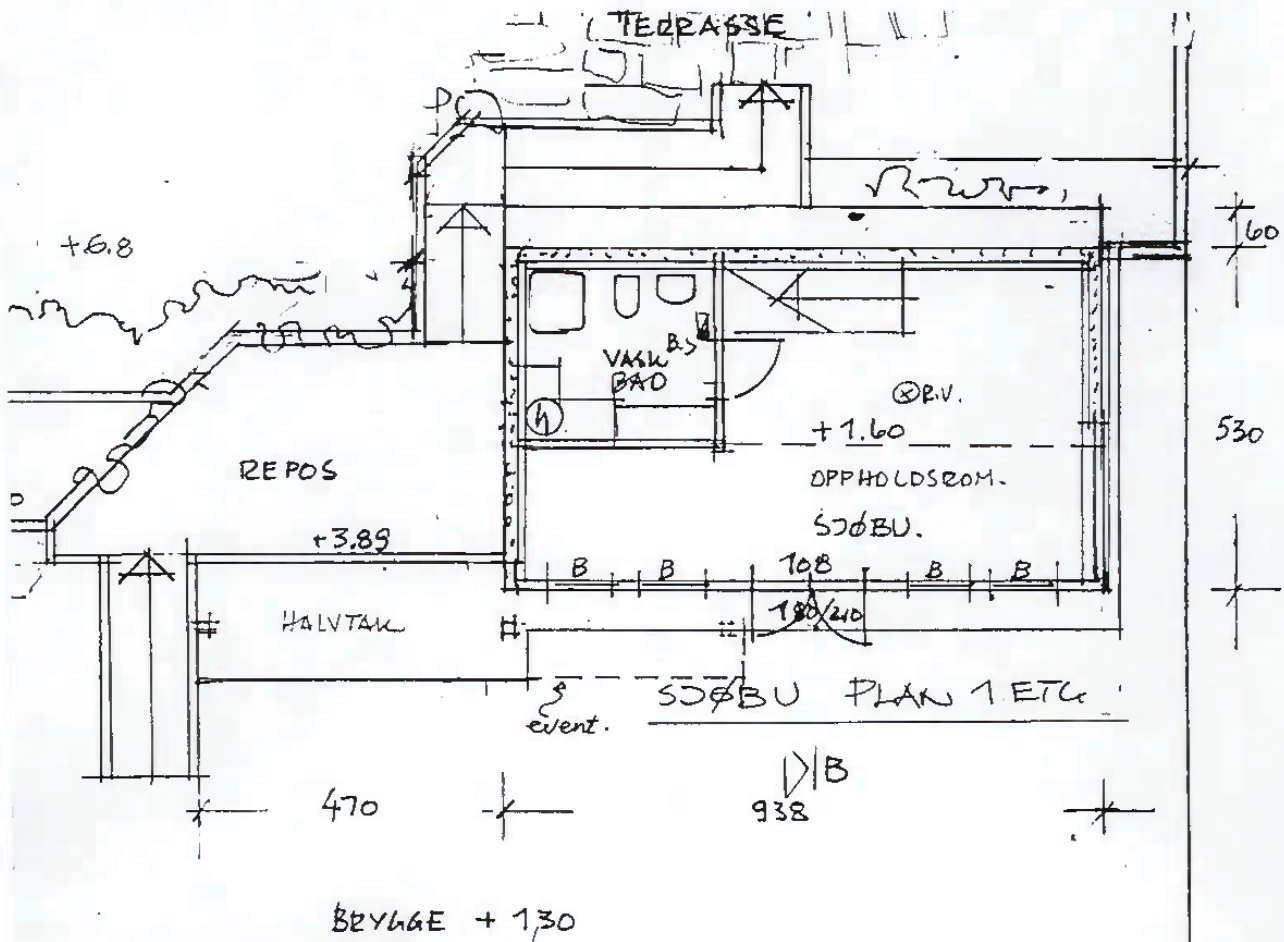 TERRASSE
+6.8
60
VASK B.S
BAD
⊗R.V.
+1.60
530
REPOS
OPPHOLDSROM.
SJØBU.
+3.89
B B 108 B B
180/210
HALVTAK
SJØBU PLAN 1.ETG
event.
B
470
938
BRYGGE + 1,30